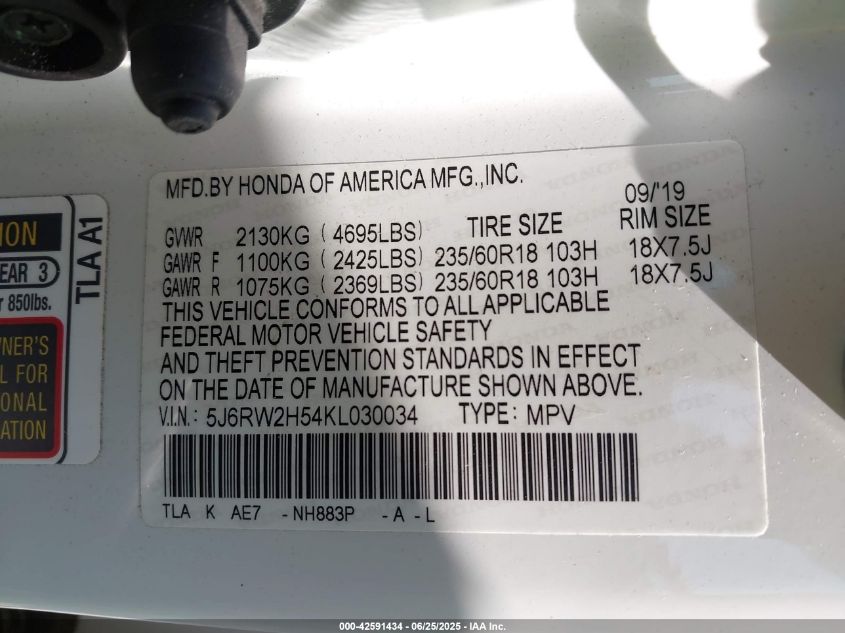 MFD.BY HONDA OF AMERICA MFG.,INC. 09/'19
GVWR 2130KG (4695LBS) TIRE SIZE RIM SIZE
GAWR F 1100KG (2425LBS) 235/60R18 103H 18X7.5J
GAWR R 1075KG (2369LBS) 235/60R18 103H 18X7.5J
THIS VEHICLE CONFORMS TO ALL APPLICABLE
FEDERAL MOTOR VEHICLE SAFETY
AND THEFT PREVENTION STANDARDS IN EFFECT
ON THE DATE OF MANUFACTURE SHOWN ABOVE.
V.I.N.: 5J6RW2H54KL030034 TYPE: MPV
TLA K AE7 -NH883P -A -L
TLA A1
ION
EAR 3
r 850lbs.
NER'S
L FOR
ONAL
ATION
000-42591434 - 06/25/2025 - IAA Inc.